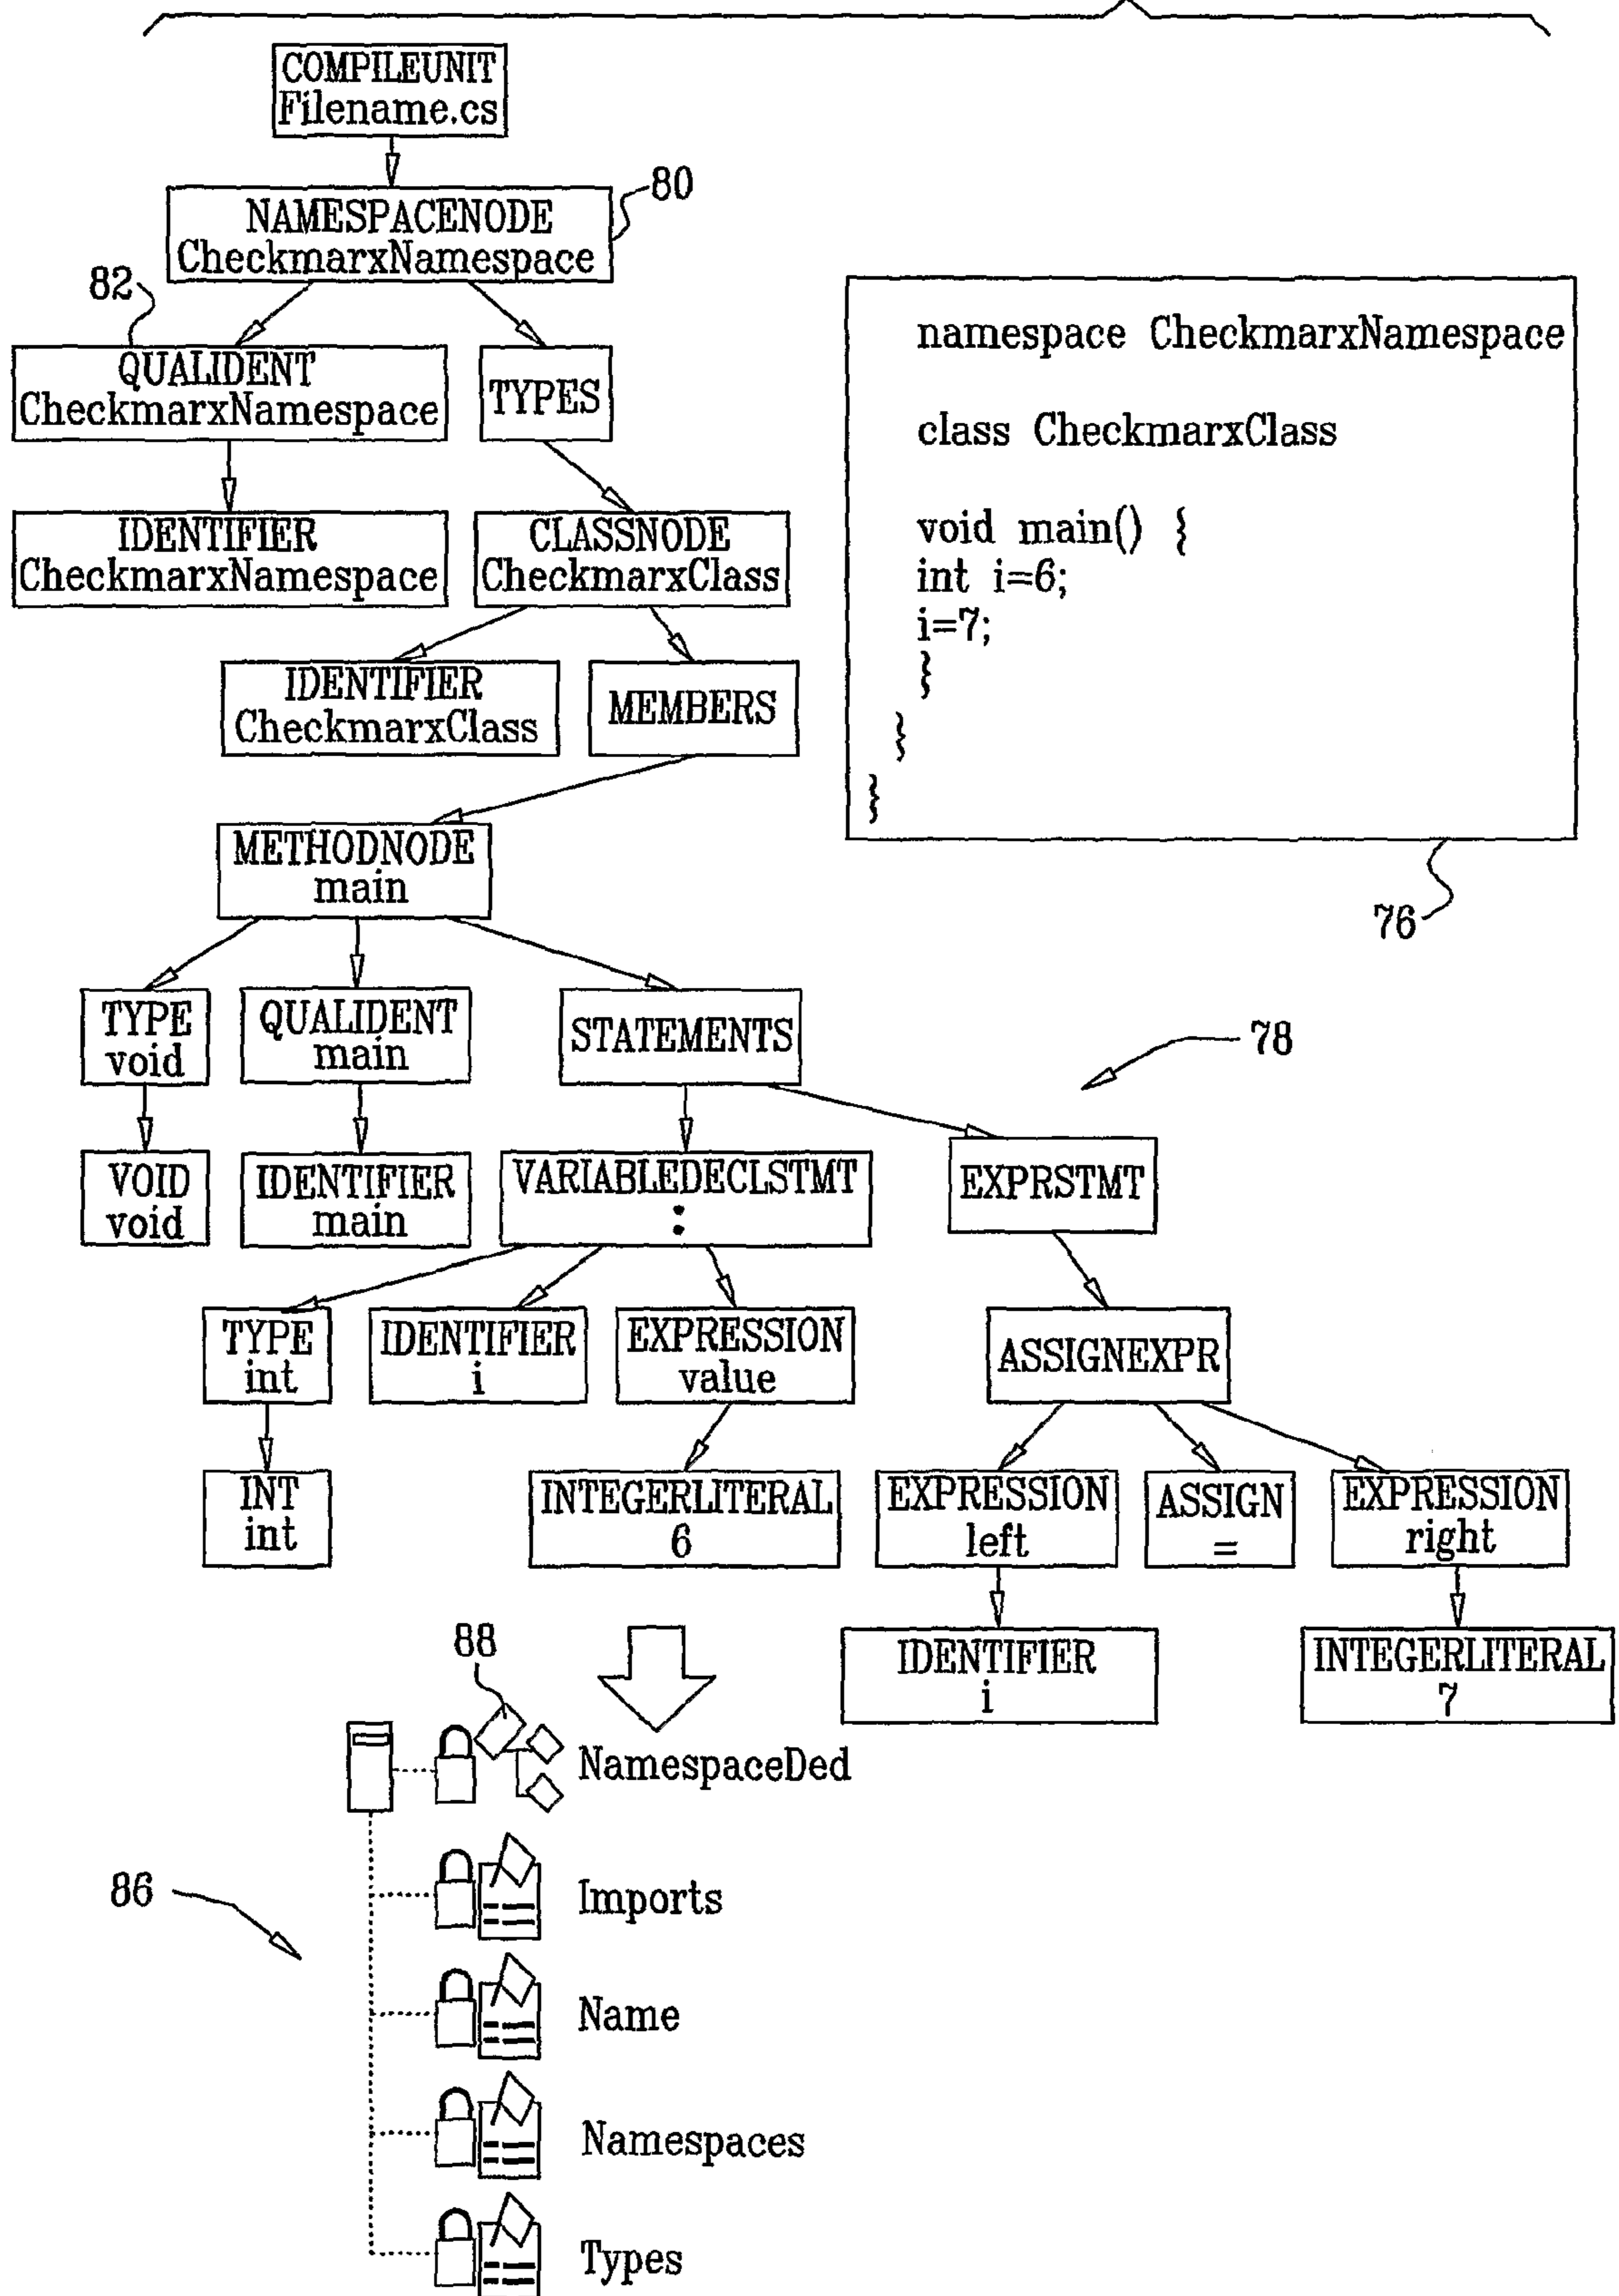 COMPILEUNIT
Filename.cs
NAMESPACENODE
CheckmarxNamespace
80
82
QUALIDENT
CheckmarxNamespace
TYPES
IDENTIFIER
CheckmarxNamespace
CLASSNODE
CheckmarxClass
IDENTIFIER
CheckmarxClass
MEMBERS
namespace CheckmarxNamespace
class CheckmarxClass
void main() {
int i=6;
i=7;
}
}
}
76
METHODNODE
main
TYPE
void
QUALIDENT
main
STATEMENTS
78
VOID
void
IDENTIFIER
main
VARIABLEDECLSTMT
:
EXPRSTMT
TYPE
int
IDENTIFIER
i
EXPRESSION
value
ASSIGNEXPR
INT
int
INTEGERLITERAL
6
EXPRESSION
left
ASSIGN
=
EXPRESSION
right
IDENTIFIER
i
INTEGERLITERAL
7
88
NamespaceDed
86
Imports
Name
Namespaces
Types